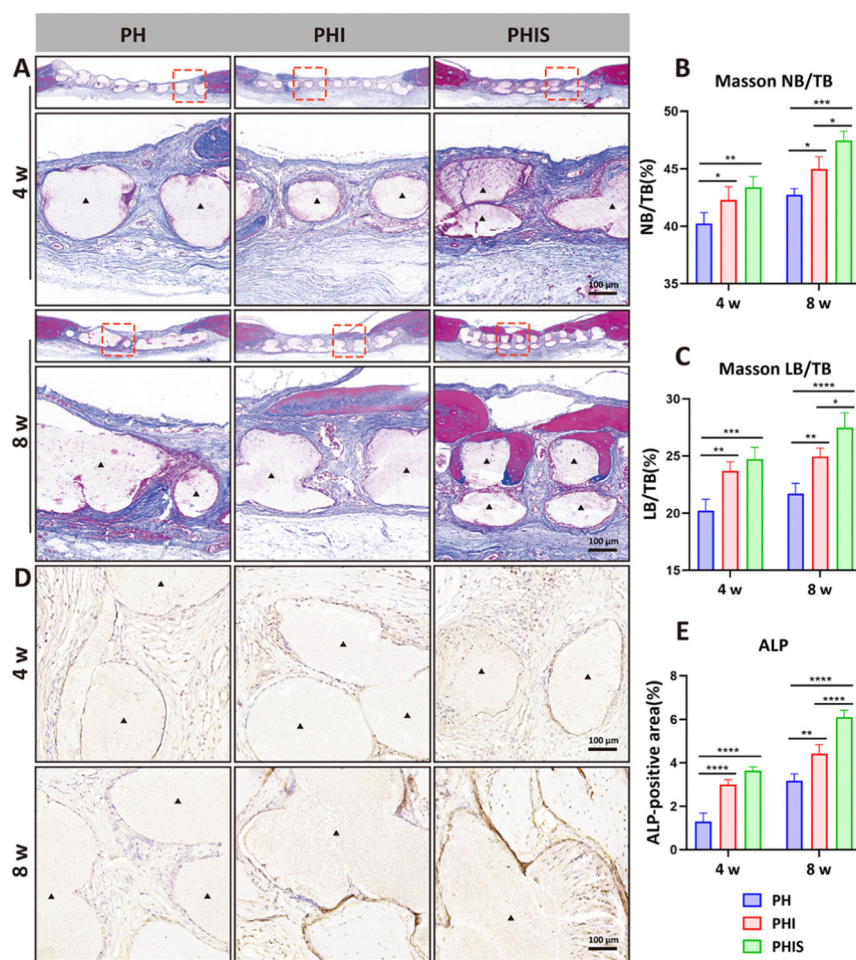 PH PHI PHIS
A
4 w
100 μm
8 w
100 μm
D
4 w
100 μm
8 w
100 μm
B
Masson NB/TB
NB/TB(%)
50
45
40
35
***
** *
* *
4 w 8 w
C
Masson LB/TB
LB/TB(%)
30
25
20
15
****
*** *
** **
4 w 8 w
E
ALP
ALP-positive area(%)
8
6
4
2
0
****
**** ****
**** **
4 w 8 w
PH
PHI
PHIS